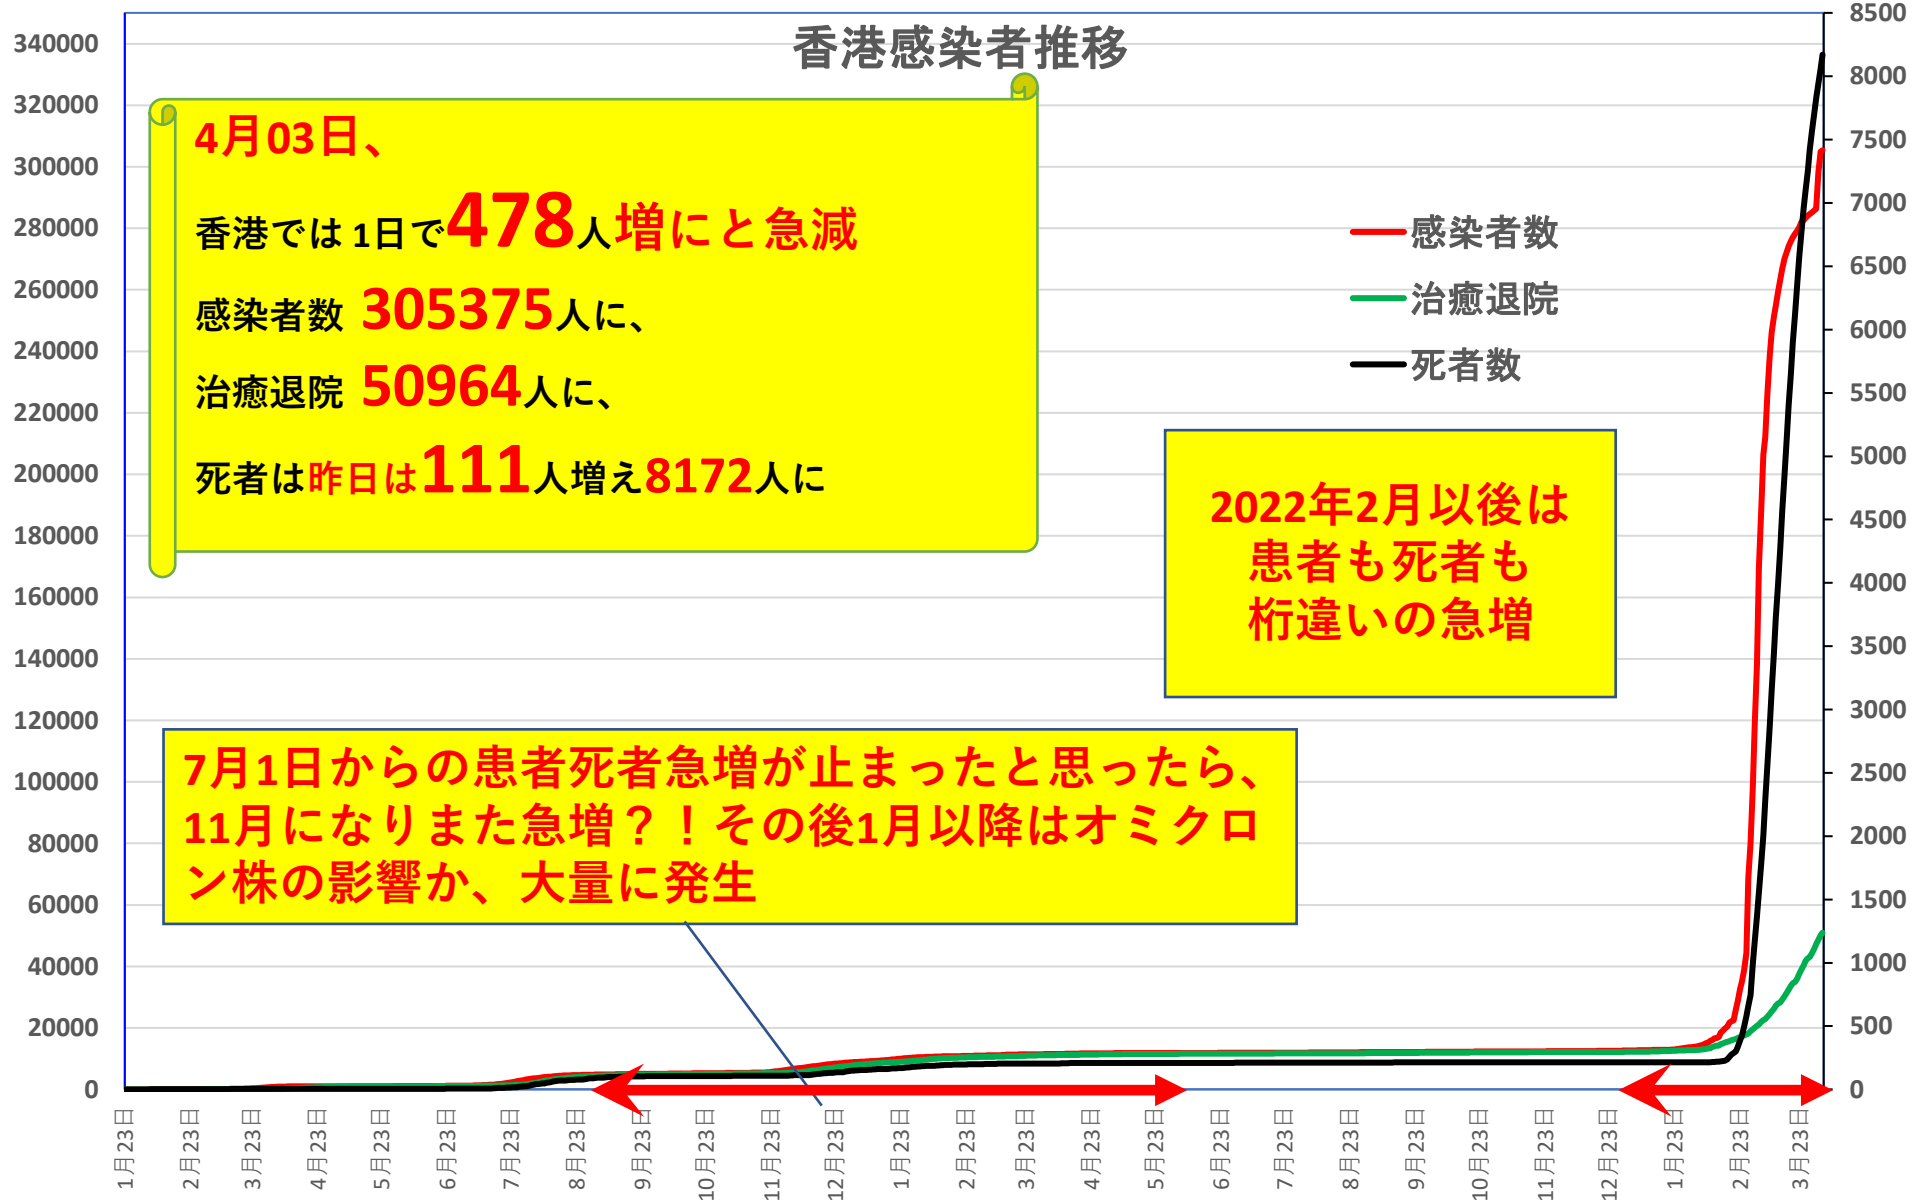 香港感染者推移
4月03日、
香港では 1日で478人増にと急減
感染者数 305375人に、
治癒退院 50964人に、
死者は昨日は111人増え8172人に
感染者数
治癒退院
死者数
2022年2月以後は
患者も死者も
桁違いの急増
7月1日からの患者死者急増が止まったと思ったら、
11月になりまた急増？！その後1月以降はオミクロ
ン株の影響か、大量に発生
340000
320000
300000
280000
260000
240000
220000
200000
180000
160000
140000
120000
100000
80000
60000
40000
20000
0
8500
8000
7500
7000
6500
6000
5500
5000
4500
4000
3500
3000
2500
2000
1500
1000
500
0
1月23日
2月23日
3月23日
4月23日
5月23日
6月23日
7月23日
8月23日
9月23日
10月23日
11月23日
12月23日
1月23日
2月23日
3月23日
4月23日
5月23日
6月23日
7月23日
8月23日
9月23日
10月23日
11月23日
12月23日
1月23日
2月23日
3月23日